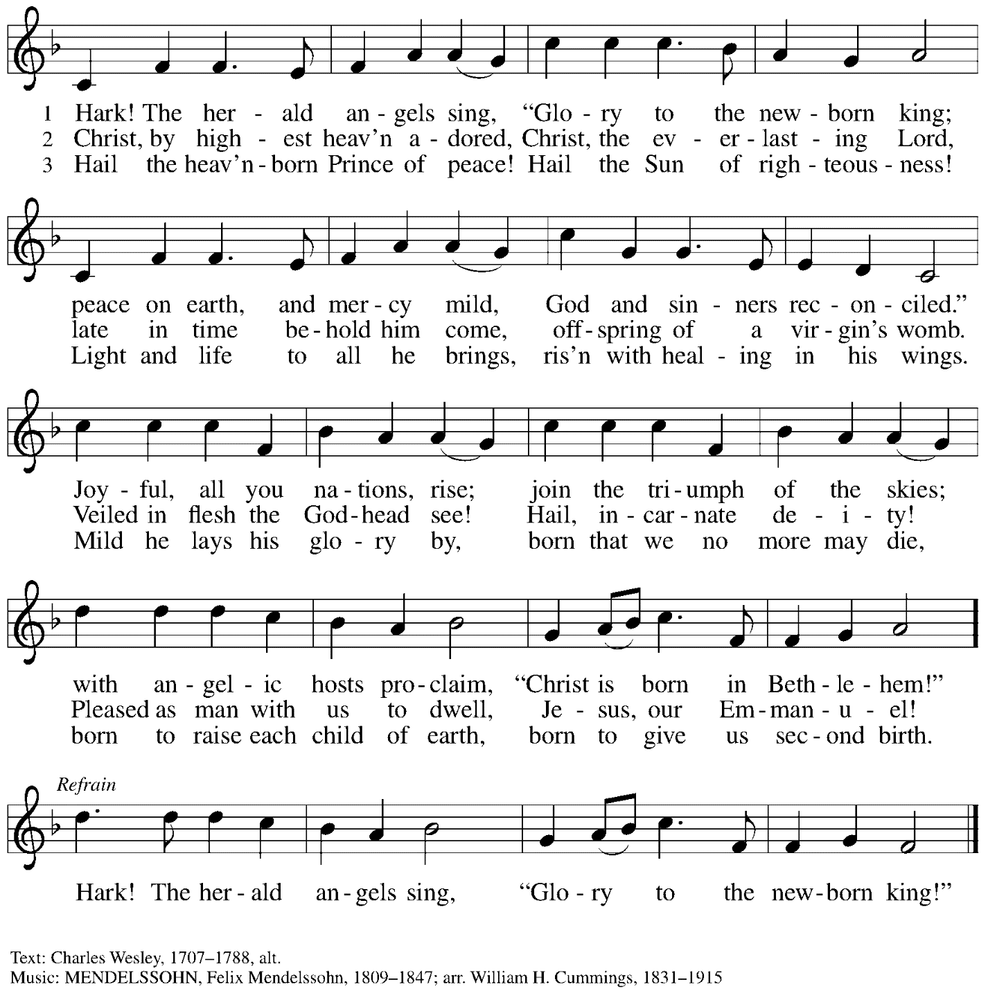 1 Hark! The her - ald an - gels sing, “Glo - ry to the new - born king;
2 Christ, by high - est heav’n a - dored, Christ, the ev - er - last - ing Lord,
3 Hail the heav’n - born Prince of peace! Hail the Sun of righ - teous - ness!
peace on earth, and mer - cy mild, God and sin - ners rec - on - ciled.”
late in time be - hold him come, off - spring of a vir - gin’s womb.
Light and life to all he brings, ris’n with heal - ing in his wings.
Joy - ful, all you na - tions, rise; join the tri - umph of the skies;
Veiled in flesh the God - head see! Hail, in - car - nate de - i - ty!
Mild he lays his glo - ry by, born that we no more may die,
with an - gel - ic hosts pro - claim, “Christ is born in Beth - le - hem!”
Pleased as man with us to dwell, Je - sus, our Em - man - u - el!
born to raise each child of earth, born to give us sec - ond birth.
Refrain
Hark! The her - ald an - gels sing, “Glo - ry to the new - born king!”
Text: Charles Wesley, 1707–1788, alt.
Music: MENDELSSOHN, Felix Mendelssohn, 1809–1847; arr. William H. Cummings, 1831–1915